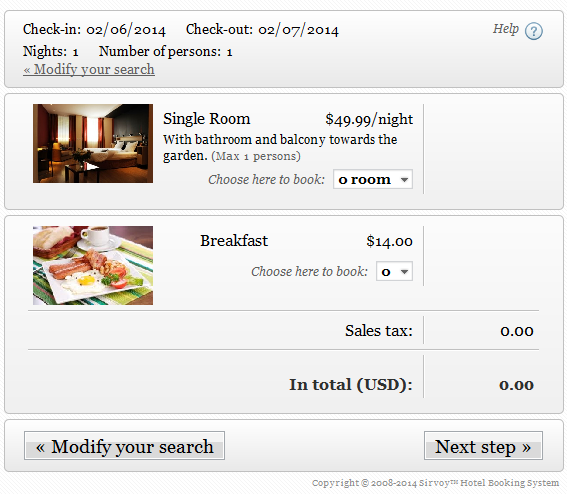 Check-in: 02/06/2014 Check-out: 02/07/2014 Help ?
Nights: 1 Number of persons: 1
« Modify your search
Single Room $49.99/night
With bathroom and balcony towards the
garden. (Max 1 persons)
Choose here to book: 0 room
Breakfast $14.00
Choose here to book: 0
Sales tax: 0.00
In total (USD): 0.00
« Modify your search Next step »
Copyright © 2008-2014 Sirvoy™ Hotel Booking System